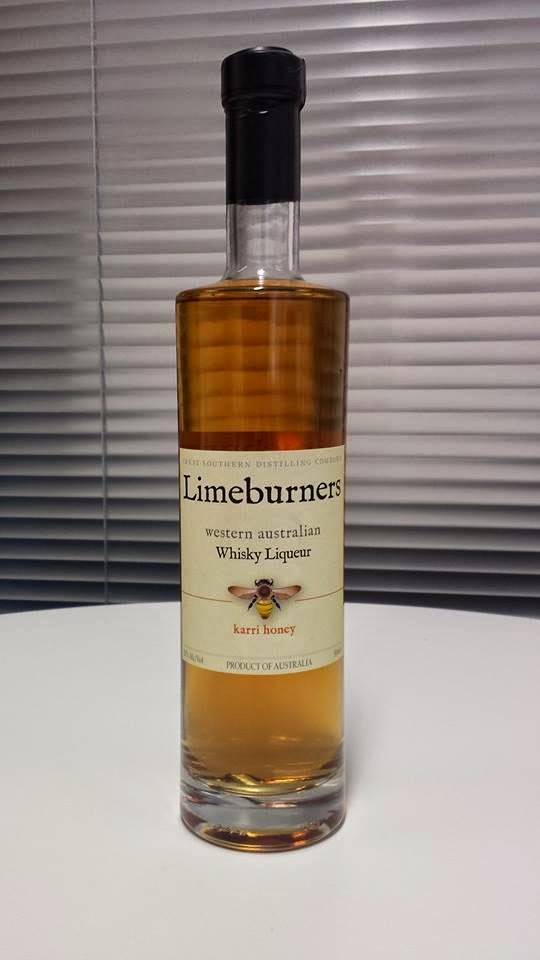 GREAT SOUTHERN DISTILLING COMPANY
Limeburners
western australian
Whisky Liqueur
karri honey
PRODUCT OF AUSTRALIA